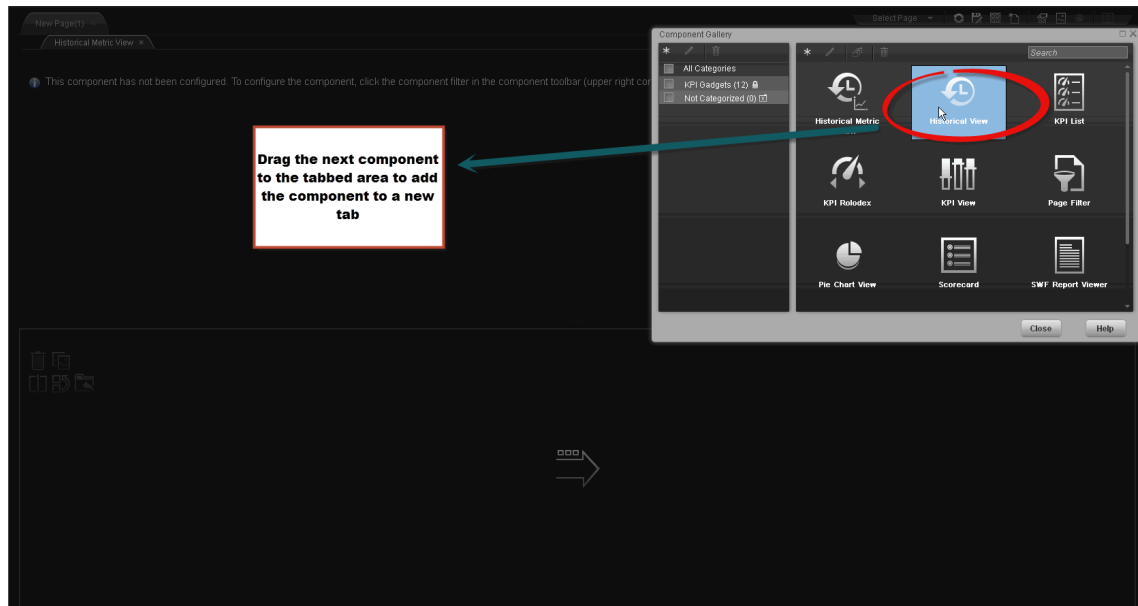 New Page(1)
Select Page
Historical Metric View ×
This component has not been configured. To configure the component, click the component filter in the component toolbar (upper right cor
Component Gallery
Search
All Categories
KPI Gadgets (12)
Not Categorized (0)
Historical Metric
Historical View
KPI List
KPI Rolodex
KPI View
Page Filter
Pie Chart View
Scorecard
SWF Report Viewer
Close
Help
Drag the next component
to the tabbed area to add
the component to a new
tab